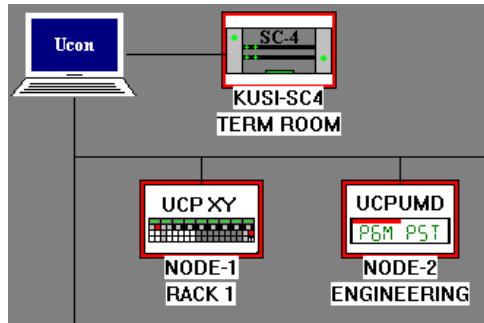 Ucon
SC-4
KUSI-SC4
TERM ROOM
UCP XY
NODE-1
RACK 1
UCPUMD
PGM PST
NODE-2
ENGINEERING